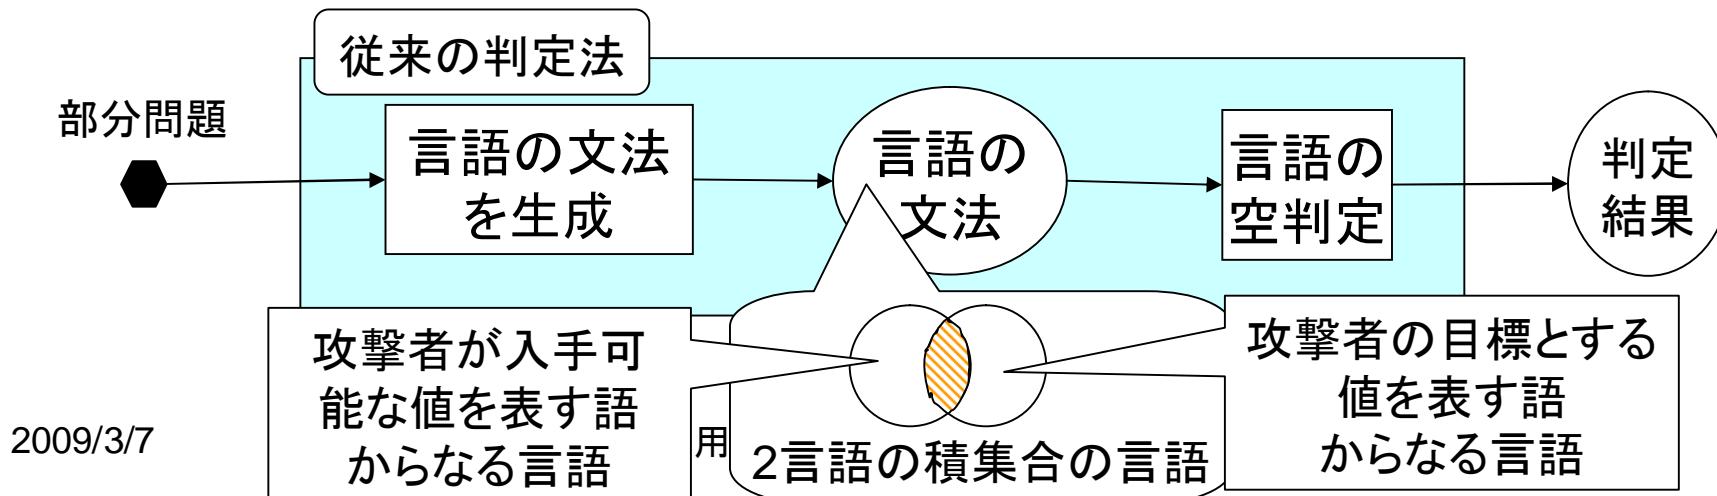 従来の判定法
部分問題
言語の文法
を生成
言語の
文法
言語の
空判定
判定
結果
攻撃者が入手可
能な値を表す語
からなる言語
用
2言語の積集合の言語
攻撃者の目標とする
値を表す語
からなる言語
2009/3/7